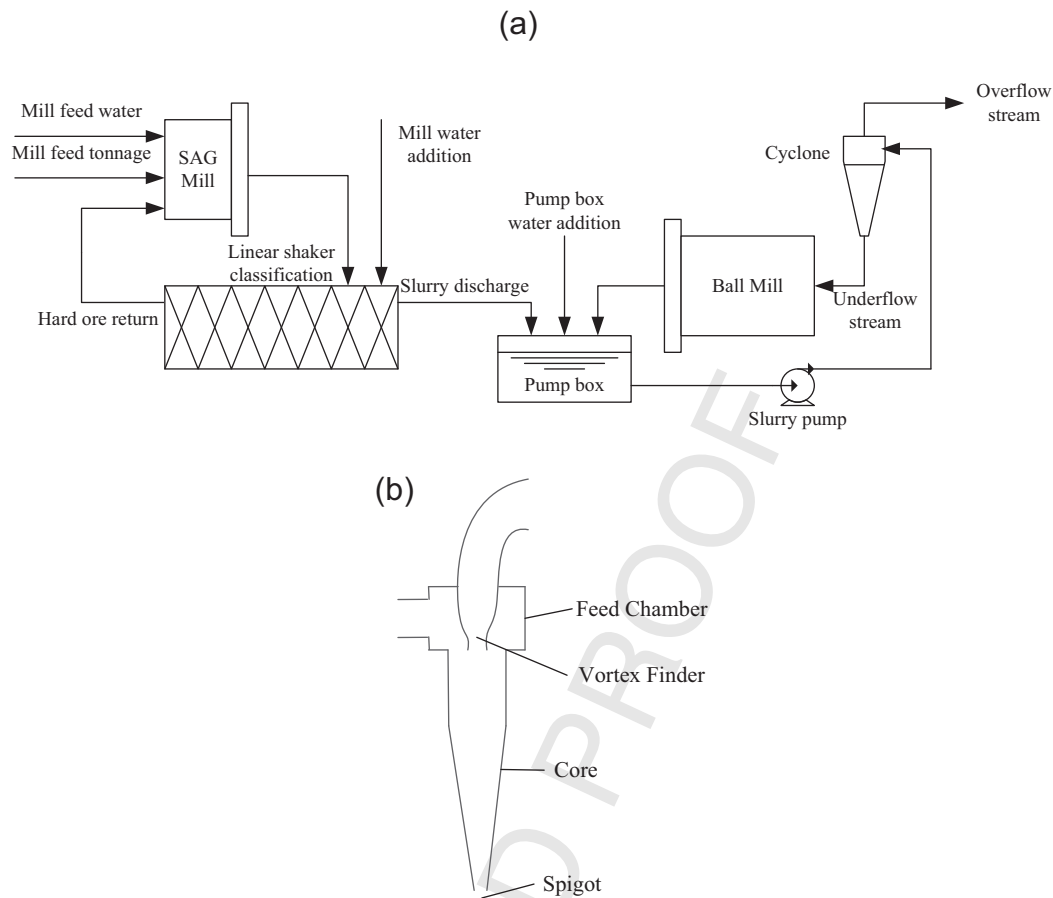 (a)
Mill feed water
Mill feed tonnage
SAG
Mill
Mill water
addition
Linear shaker
classification
Hard ore return
Slurry discharge
Pump box
water addition
Pump box
Ball Mill
Cyclone
Overflow
stream
Underflow
stream
Slurry pump
(b)
Feed Chamber
Vortex Finder
Core
Spigot
D PROOF